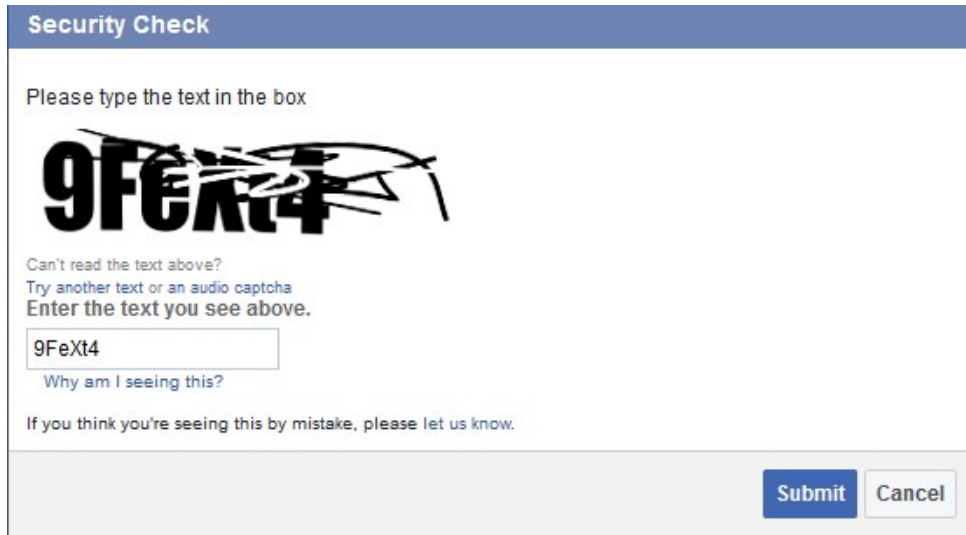 Security Check
Please type the text in the box
9FeXt4
Can't read the text above?
Try another text or an audio captcha
Enter the text you see above.
9FeXt4
Why am I seeing this?
If you think you're seeing this by mistake, please let us know.
Submit Cancel